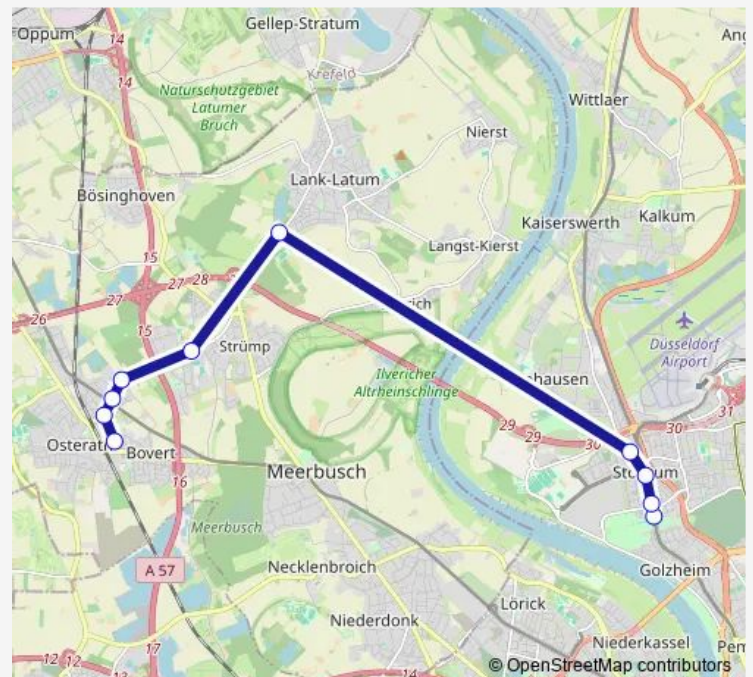 Oppum
14
14
Gellep-Stratum
Krefeld
Naturschutzgebiet
Latumer
Bruch
Wittlaer
Nierst
Lank-Latum
Bösinghoven
Kaiserswerth
Kalkum
Langst-Kierst
15
27
28
27
26
15
Düsseldorf
Airport
Strümp
Ilvericher
Altrheinschlinge
29
29
30
30
31
Bovert
16
Meerbusch
Meerbusch
Golzheim
A 57
Necklenbroich
Lörick
Niederdonk
Niederkassel
17
12
12
14
© OpenStreetMap contributors